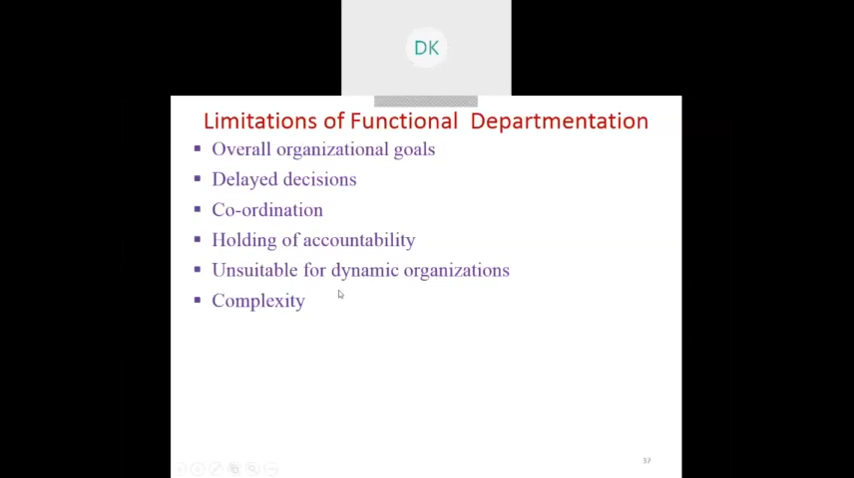 DK
Limitations of Functional Departmentation
▪ Overall organizational goals
▪ Delayed decisions
▪ Co-ordination
▪ Holding of accountability
▪ Unsuitable for dynamic organizations
▪ Complexity
37